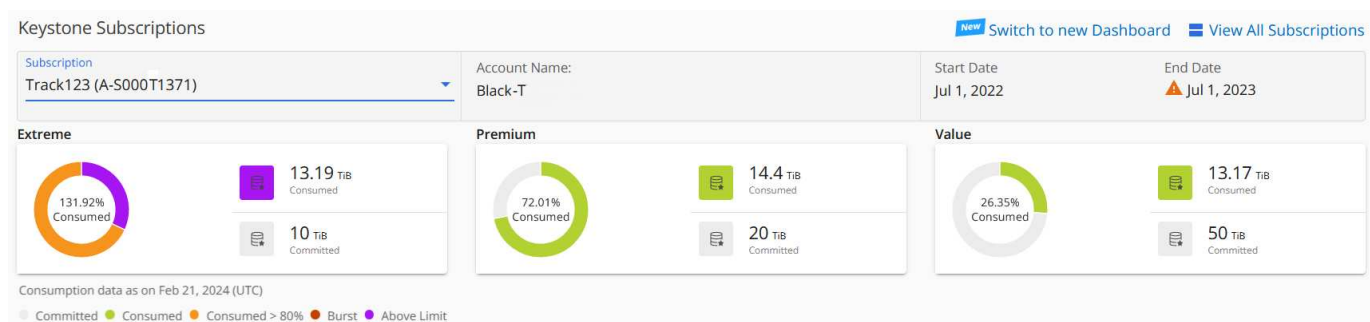 Keystone Subscriptions
New Switch to new Dashboard View All Subscriptions
Subscription
Track123 (A-S000T1371)
Account Name:
Black-T
Start Date
Jul 1, 2022
End Date
Jul 1, 2023
Extreme
131.92%
Consumed
13.19 TiB
Consumed
10 TiB
Committed
Premium
72.01%
Consumed
14.4 TiB
Consumed
20 TiB
Committed
Value
26.35%
Consumed
13.17 TiB
Consumed
50 TiB
Committed
Consumption data as on Feb 21, 2024 (UTC)
Committed Consumed Consumed > 80% Burst Above Limit